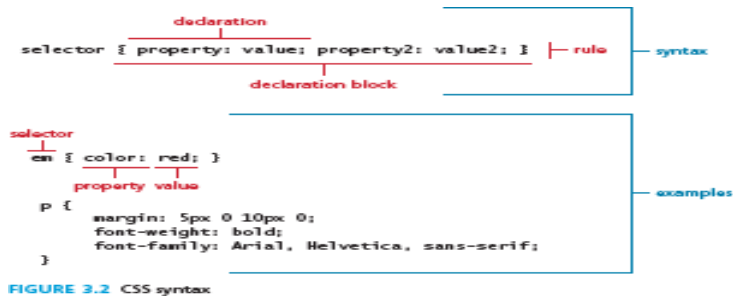 declaration
selector { property: value; property2: value2; } rule syntax
declaration block
selector
em { color: red; }
property value
examples
p {
margin: 5px 0 10px 0;
font-weight: bold;
font-family: Arial, Helvetica, sans-serif;
}
FIGURE 3.2 CSS syntax